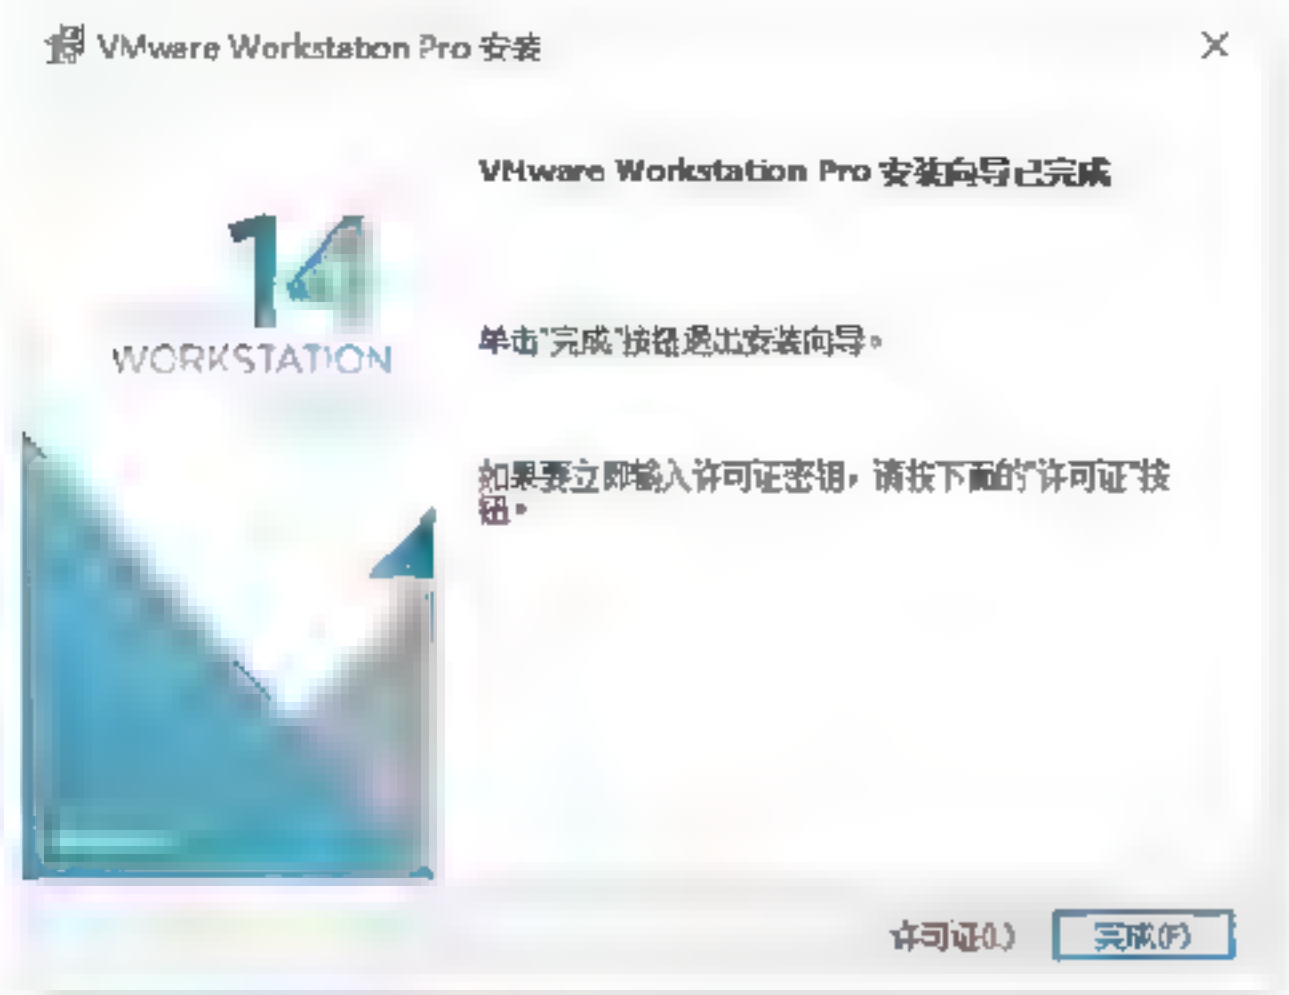 VMware Workstation Pro 安装
VMware Workstation Pro 安装向导已完成
14
WORKSTATION
单击"完成"按钮退出安装向导。
如果要立即输入许可证密钥，请按下面的"许可证"按
钮。
许可证(L)
完成(F)